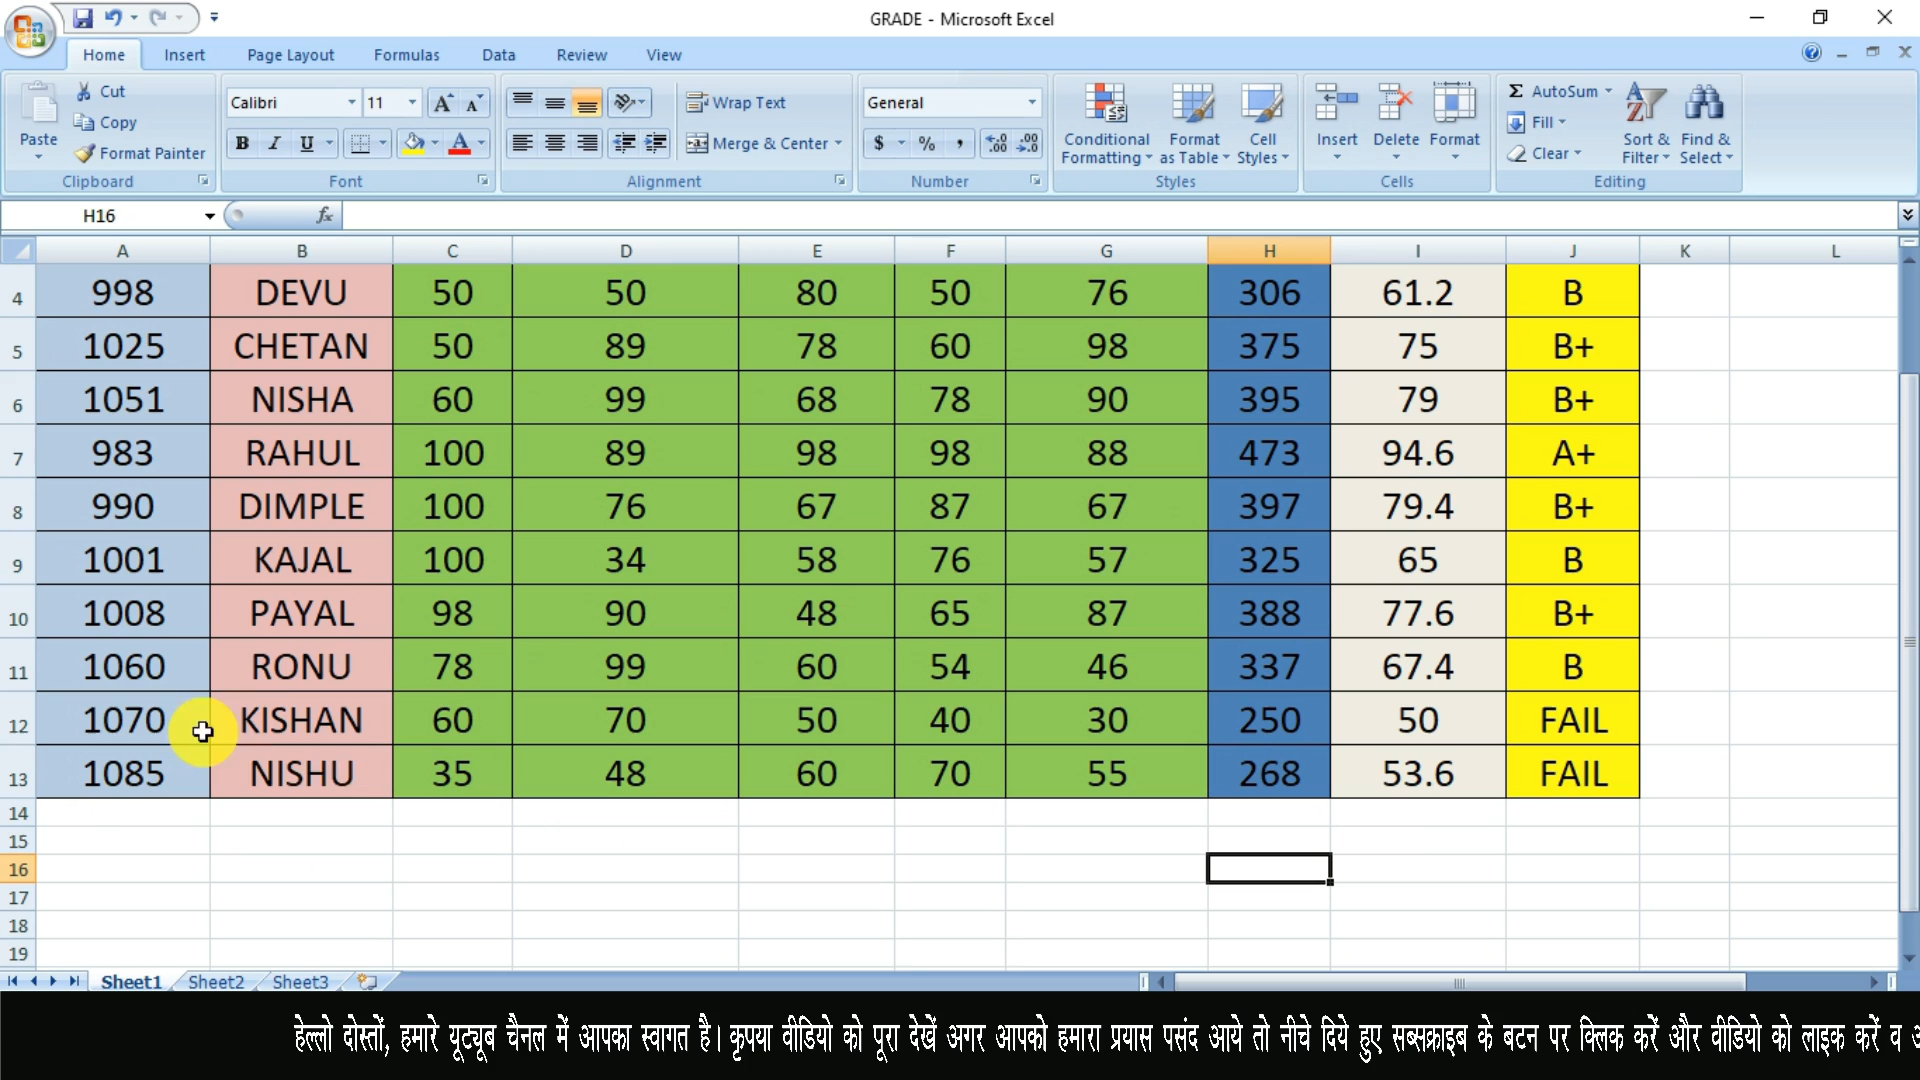 GRADE - Microsoft Excel
Home Insert Page Layout Formulas Data Review View
Cut
Copy
Format Painter
Paste
Clipboard
Calibri 11
B I U
Font
Wrap Text
Merge & Center
Alignment
General
$ % ,
Number
Conditional Formatting
Format as Table
Cell Styles
Styles
Insert Delete Format
Cells
Σ AutoSum
Fill
Clear
Sort & Filter
Find & Select
Editing
H16 fx
A B C D E F G H I J K L
4 998 DEVU 50 50 80 50 76 306 61.2 B
5 1025 CHETAN 50 89 78 60 98 375 75 B+
6 1051 NISHA 60 99 68 78 90 395 79 B+
7 983 RAHUL 100 89 98 98 88 473 94.6 A+
8 990 DIMPLE 100 76 67 87 67 397 79.4 B+
9 1001 KAJAL 100 34 58 76 57 325 65 B
10 1008 PAYAL 98 90 48 65 87 388 77.6 B+
11 1060 RONU 78 99 60 54 46 337 67.4 B
12 1070 KISHAN 60 70 50 40 30 250 50 FAIL
13 1085 NISHU 35 48 60 70 55 268 53.6 FAIL
14
15
16
17
18
19
Sheet1 Sheet2 Sheet3
हेल्लो दोस्तों, हमारे यूट्यूब चैनल में आपका स्वागत है। कृपया वीडियो को पूरा देखें अगर आपको हमारा प्रयास पसंद आये तो नीचे दिये हुए सब्सक्राइब के बटन पर क्लिक करें और वीडियो को लाइक करें व